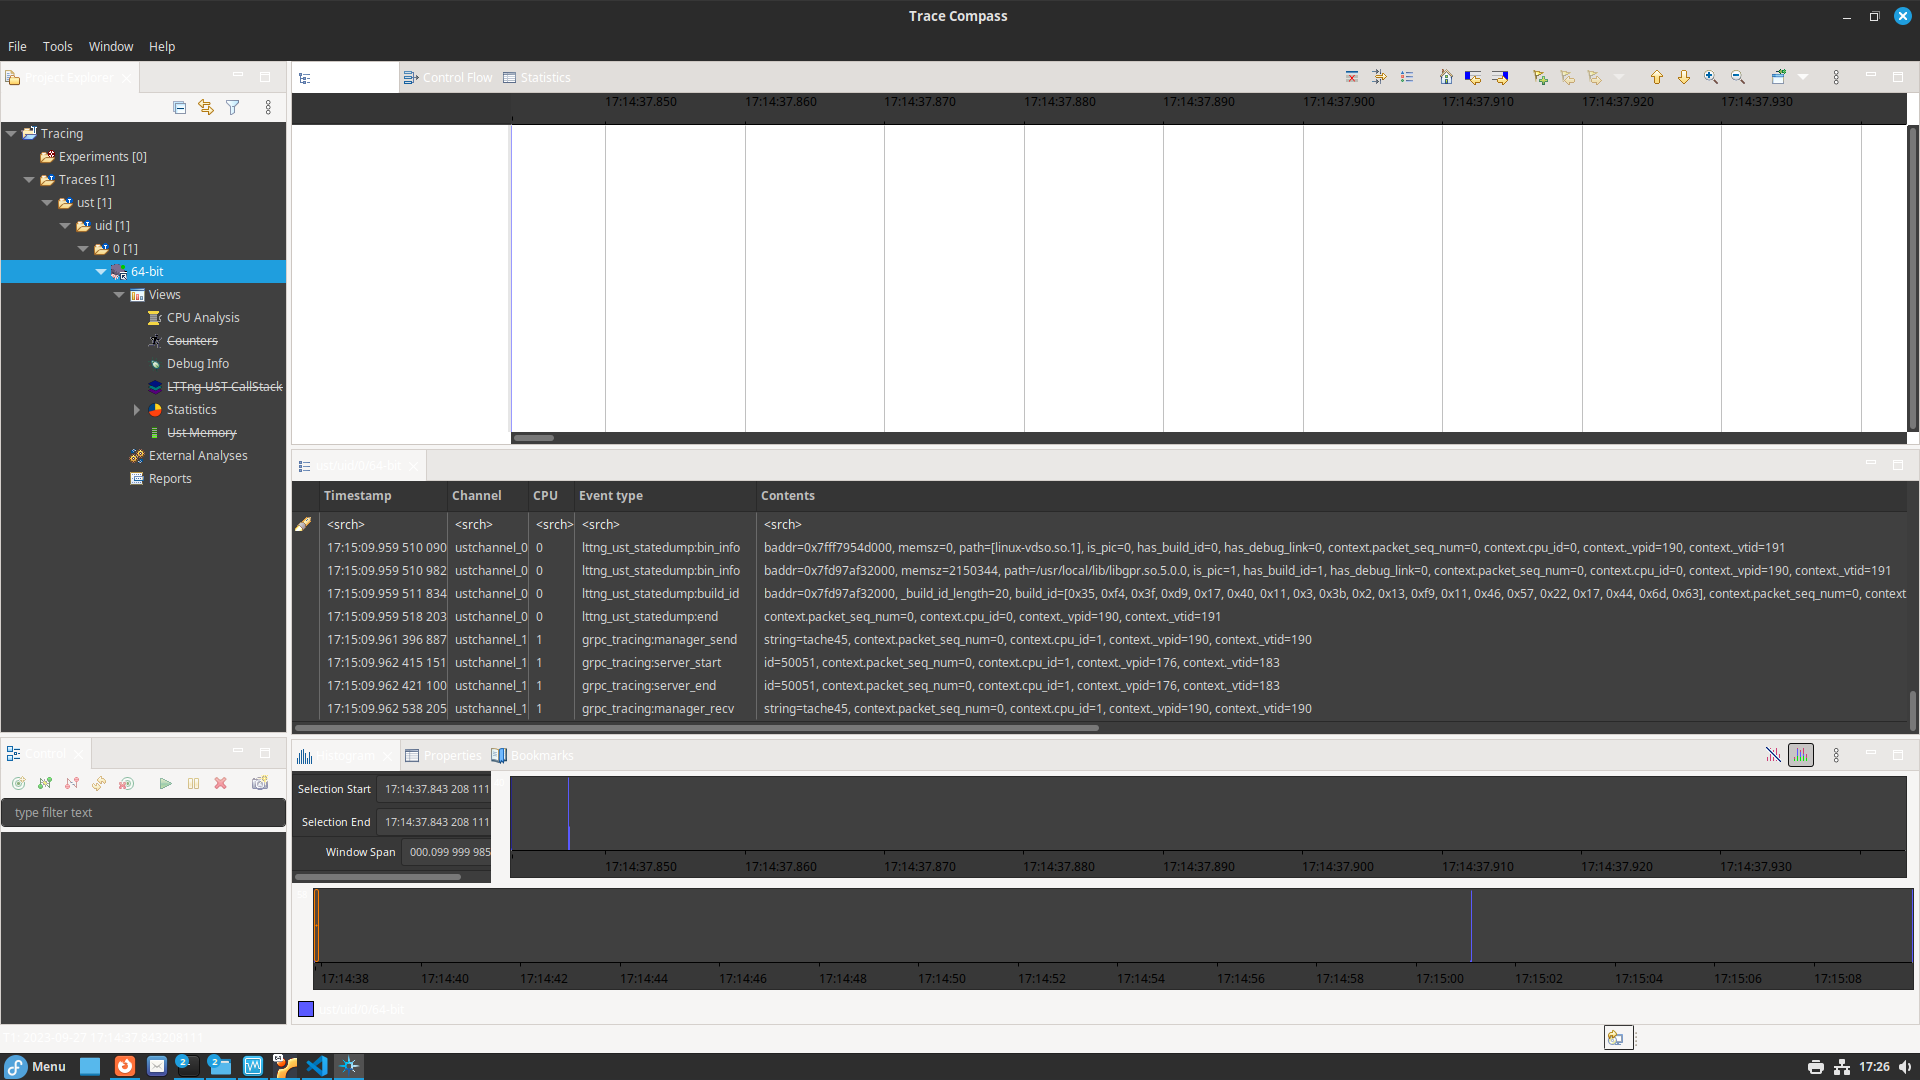 Trace Compass
File Tools Window Help
Project Explorer
Control Flow Statistics
17:14:37.850 17:14:37.860 17:14:37.870 17:14:37.880 17:14:37.890 17:14:37.900 17:14:37.910 17:14:37.920 17:14:37.930
Tracing
Experiments [0]
Traces [1]
ust [1]
uid [1]
0 [1]
64-bit
Views
CPU Analysis
Counters
Debug Info
LTTng-UST CallStack
Statistics
Ust Memory
External Analyses
Reports
ust/uid/0/64-bit
Timestamp Channel CPU Event type Contents
<srch> <srch> <srch> <srch> <srch>
17:15:09.959 510 090 ustchannel_0 0 lttng_ust_statedump:bin_info baddr=0x7fff7954d000, memsz=0, path=[linux-vdso.so.1], is_pic=0, has_build_id=0, has_debug_link=0, context.packet_seq_num=0, context.cpu_id=0, context._vpid=190, context._vtid=191
17:15:09.959 510 982 ustchannel_0 0 lttng_ust_statedump:bin_info baddr=0x7fd97af32000, memsz=2150344, path=/usr/local/lib/libgpr.so.5.0.0, is_pic=1, has_build_id=1, has_debug_link=0, context.packet_seq_num=0, context.cpu_id=0, context._vpid=190, context._vtid=191
17:15:09.959 511 834 ustchannel_0 0 lttng_ust_statedump:build_id baddr=0x7fd97af32000, _build_id_length=20, build_id=[0x35, 0xf4, 0x3f, 0xd9, 0x17, 0x40, 0x11, 0x3, 0x3b, 0x2, 0x13, 0xf9, 0x11, 0x46, 0x57, 0x22, 0x17, 0x44, 0x6d, 0x63], context.packet_seq_num=0, context
17:15:09.959 518 203 ustchannel_0 0 lttng_ust_statedump:end context.packet_seq_num=0, context.cpu_id=0, context._vpid=190, context._vtid=191
17:15:09.961 396 887 ustchannel_1 1 grpc_tracing:manager_send string=tache45, context.packet_seq_num=0, context.cpu_id=1, context._vpid=190, context._vtid=190
17:15:09.962 415 151 ustchannel_1 1 grpc_tracing:server_start id=50051, context.packet_seq_num=0, context.cpu_id=1, context._vpid=176, context._vtid=183
17:15:09.962 421 100 ustchannel_1 1 grpc_tracing:server_end id=50051, context.packet_seq_num=0, context.cpu_id=1, context._vpid=176, context._vtid=183
17:15:09.962 538 205 ustchannel_1 1 grpc_tracing:manager_recv string=tache45, context.packet_seq_num=0, context.cpu_id=1, context._vpid=190, context._vtid=190
Control
type filter text
Histogram Properties Bookmarks
Selection Start 17:14:37.843 208 111
Selection End 17:14:37.843 208 111
Window Span 000.099 999 985
17:14:37.850 17:14:37.860 17:14:37.870 17:14:37.880 17:14:37.890 17:14:37.900 17:14:37.910 17:14:37.920 17:14:37.930
17:14:38 17:14:40 17:14:42 17:14:44 17:14:46 17:14:48 17:14:50 17:14:52 17:14:54 17:14:56 17:14:58 17:15:00 17:15:02 17:15:04 17:15:06 17:15:08
ust/uid/0/64-bit
Menu 2 2 17:26